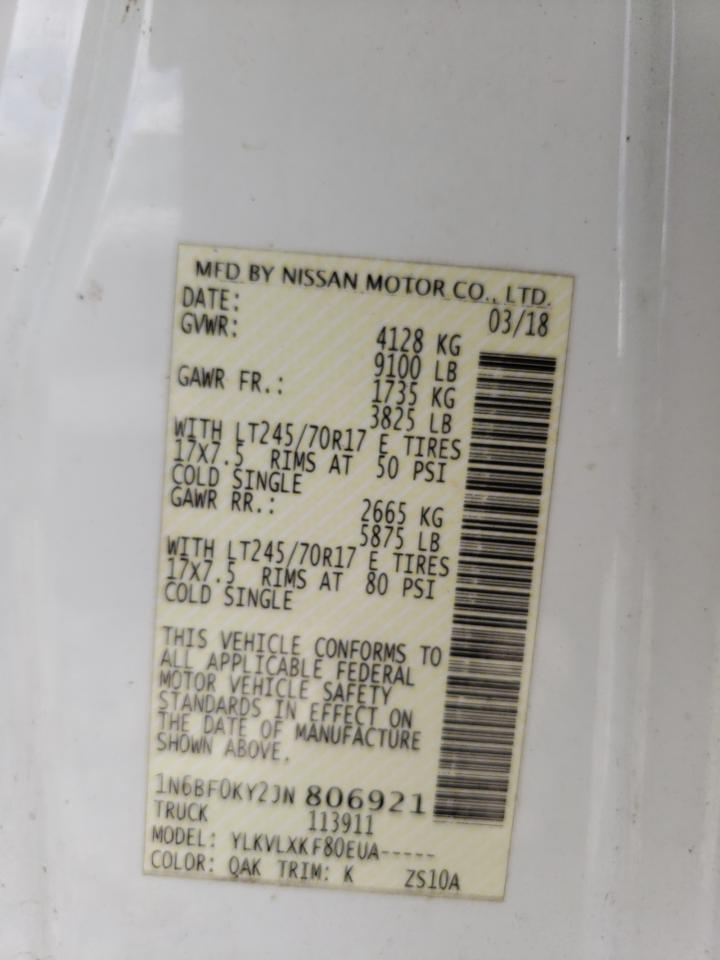 MFD BY NISSAN MOTOR CO., LTD.
DATE: 03/18
GVWR: 4128 KG
9100 LB
GAWR FR.: 1735 KG
3825 LB
WITH LT245/70R17 E TIRES
17X7.5 RIMS AT 50 PSI
COLD SINGLE
GAWR RR.: 2665 KG
5875 LB
WITH LT245/70R17 E TIRES
17X7.5 RIMS AT 80 PSI
COLD SINGLE
THIS VEHICLE CONFORMS TO
ALL APPLICABLE FEDERAL
MOTOR VEHICLE SAFETY
STANDARDS IN EFFECT ON
THE DATE OF MANUFACTURE
SHOWN ABOVE.
1N6BF0KY2JN806921
TRUCK 113911
MODEL: YLKVLXKF80EUA-----
COLOR: QAK TRIM: K ZS10A